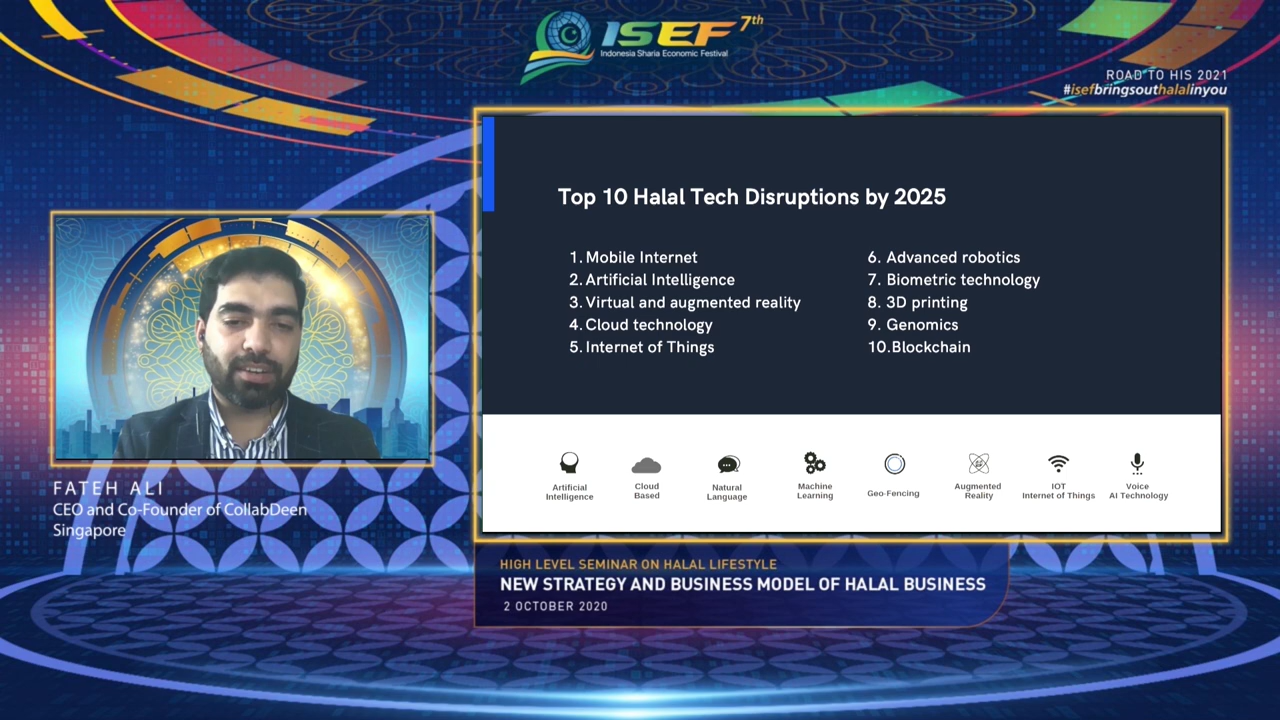 ISEF 7th
Indonesia Sharia Economic Festival
ROAD TO HIS 2021
#isefbringsouthalalinyou
Top 10 Halal Tech Disruptions by 2025
1. Mobile Internet
2. Artificial Intelligence
3. Virtual and augmented reality
4. Cloud technology
5. Internet of Things
6. Advanced robotics
7. Biometric technology
8. 3D printing
9. Genomics
10.Blockchain
Artificial
Intelligence
Cloud
Based
Natural
Language
Machine
Learning
Geo-Fencing
Augmented
Reality
IOT
Internet of Things
Voice
AI Technology
FATEH ALI
CEO and Co-Founder of CollabDeen
Singapore
HIGH LEVEL SEMINAR ON HALAL LIFESTYLE
NEW STRATEGY AND BUSINESS MODEL OF HALAL BUSINESS
2 OCTOBER 2020